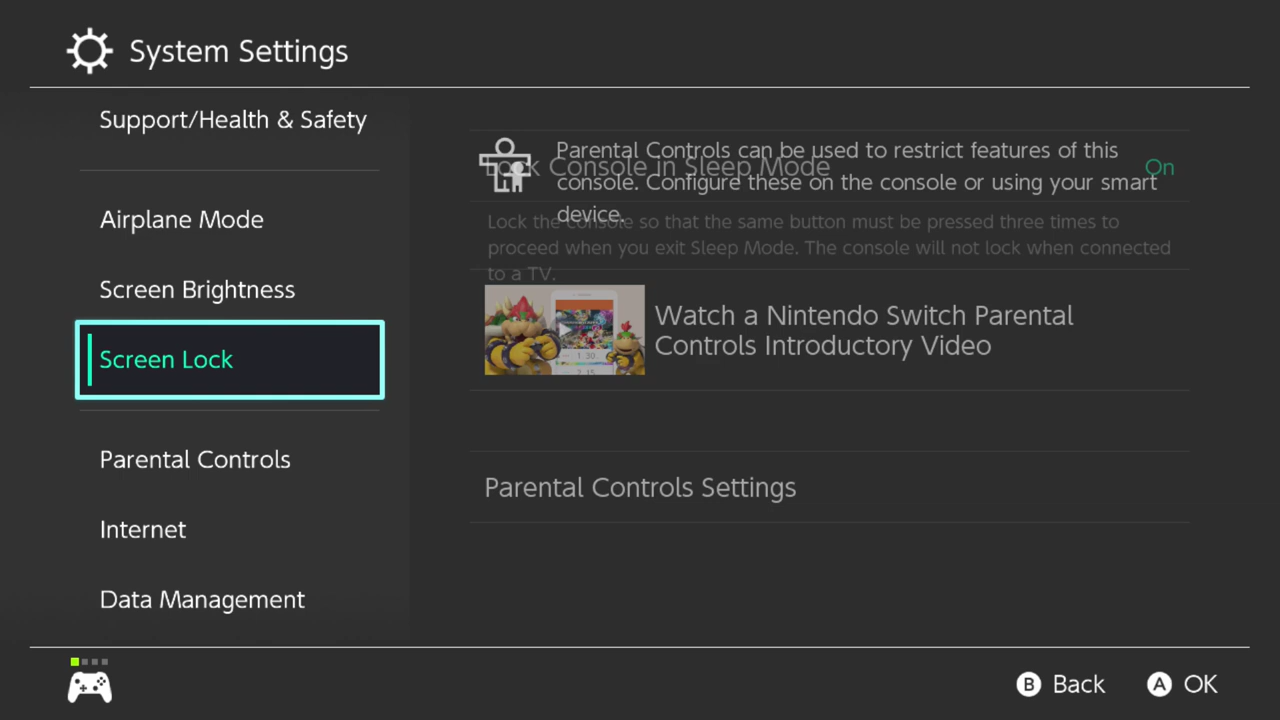 System Settings
Support/Health & Safety
Airplane Mode
Screen Brightness
Screen Lock
Parental Controls
Internet
Data Management
Parental Controls can be used to restrict features of this
console. Configure these on the console or using your smart
device.
Lock Console in Sleep Mode
On
Lock the console so that the same button must be pressed three times to
proceed when you exit Sleep Mode. The console will not lock when connected
to a TV.
1:30
2:15
Watch a Nintendo Switch Parental
Controls Introductory Video
Parental Controls Settings
B Back
A OK